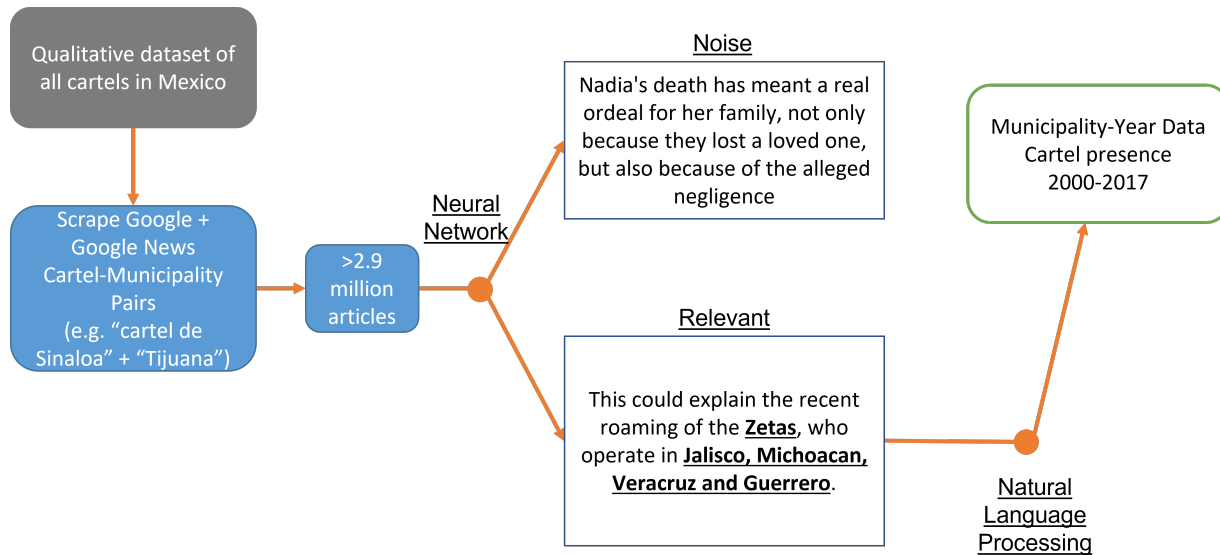 Qualitative dataset of
all cartels in Mexico
Scrape Google +
Google News
Cartel-Municipality
Pairs
(e.g. “cartel de
Sinaloa” + “Tijuana”)
>2.9
million
articles
Neural
Network
Noise
Nadia's death has meant a real
ordeal for her family, not only
because they lost a loved one,
but also because of the alleged
negligence
Relevant
This could explain the recent
roaming of the Zetas, who
operate in Jalisco, Michoacan,
Veracruz and Guerrero.
Natural
Language
Processing
Municipality-Year Data
Cartel presence
2000-2017